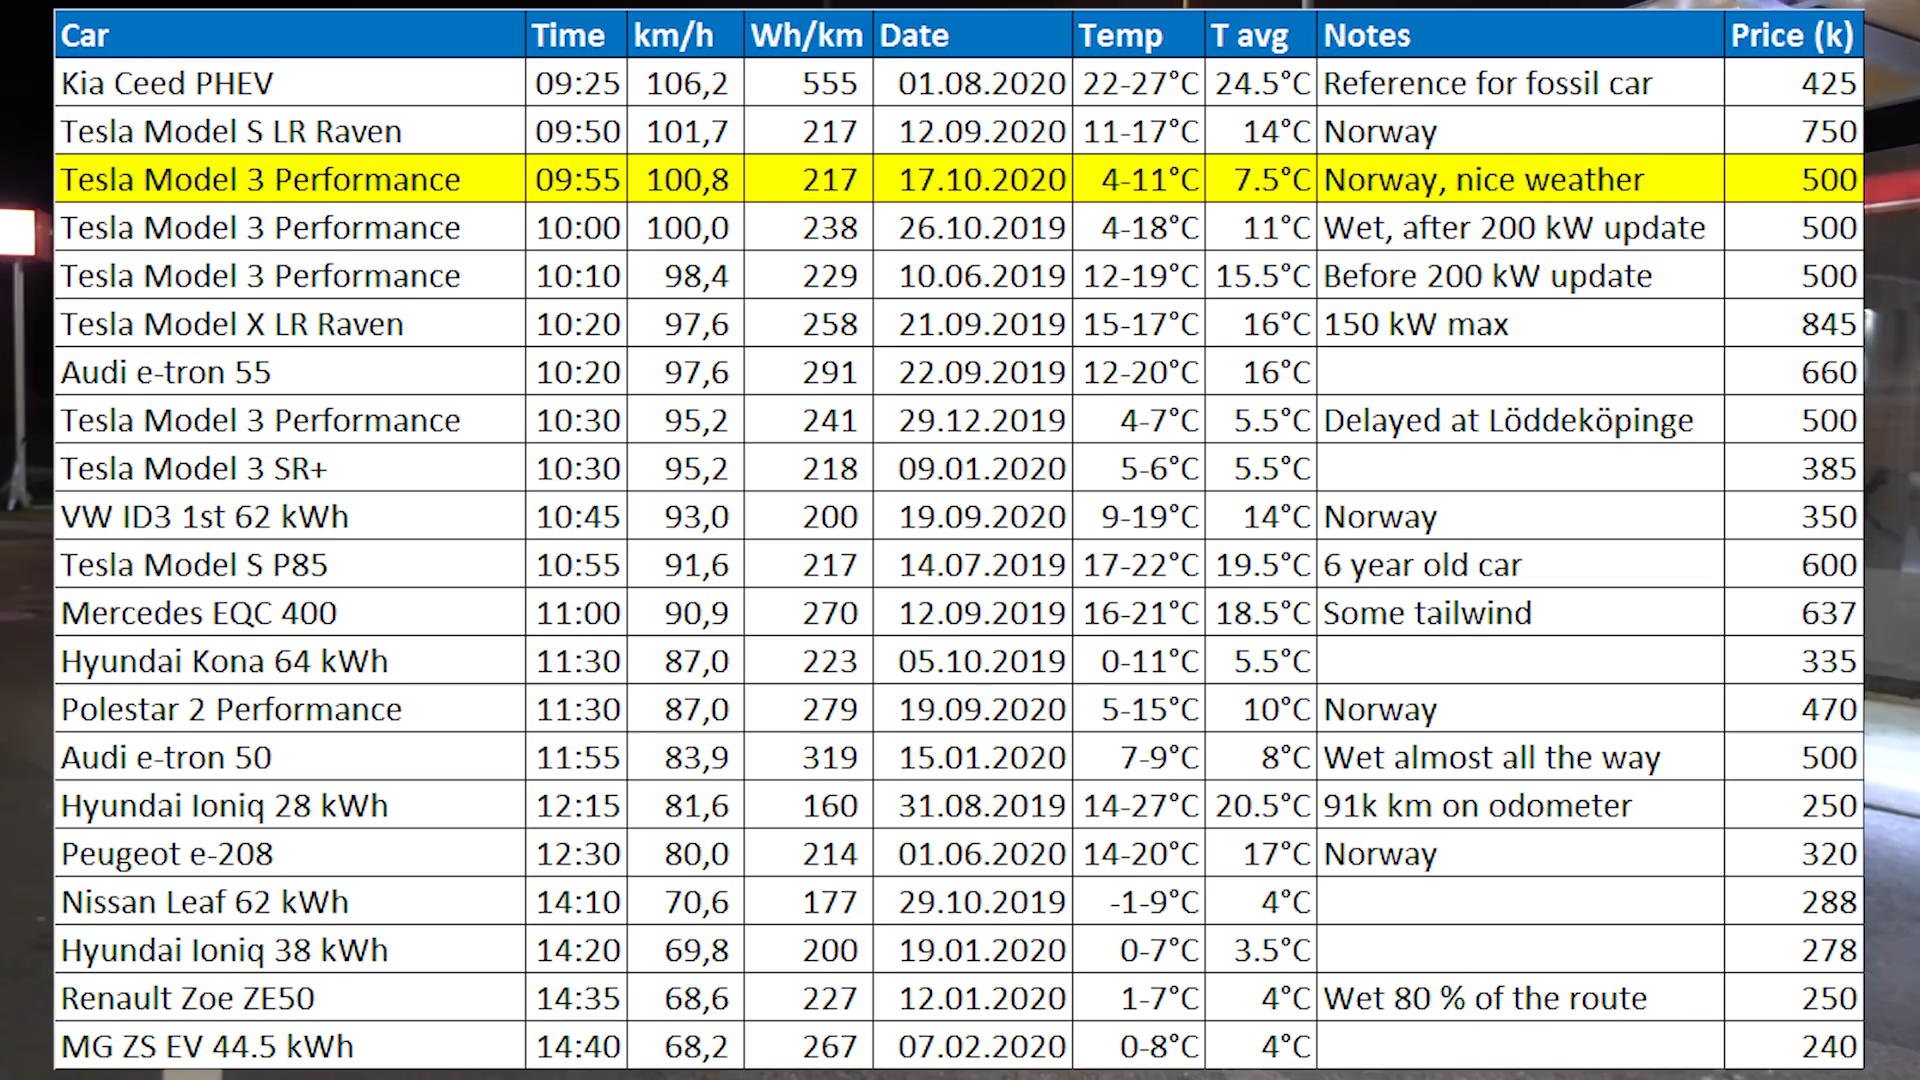 Car Time km/h Wh/km Date Temp T avg Notes Price (k)
Kia Ceed PHEV 09:25 106,2 555 01.08.2020 22-27°C 24.5°C Reference for fossil car 425
Tesla Model S LR Raven 09:50 101,7 217 12.09.2020 11-17°C 14°C Norway 750
Tesla Model 3 Performance 09:55 100,8 217 17.10.2020 4-11°C 7.5°C Norway, nice weather 500
Tesla Model 3 Performance 10:00 100,0 238 26.10.2019 4-18°C 11°C Wet, after 200 kW update 500
Tesla Model 3 Performance 10:10 98,4 229 10.06.2019 12-19°C 15.5°C Before 200 kW update 500
Tesla Model X LR Raven 10:20 97,6 258 21.09.2019 15-17°C 16°C 150 kW max 845
Audi e-tron 55 10:20 97,6 291 22.09.2019 12-20°C 16°C 660
Tesla Model 3 Performance 10:30 95,2 241 29.12.2019 4-7°C 5.5°C Delayed at Löddeköpinge 500
Tesla Model 3 SR+ 10:30 95,2 218 09.01.2020 5-6°C 5.5°C 385
VW ID3 1st 62 kWh 10:45 93,0 200 19.09.2020 9-19°C 14°C Norway 350
Tesla Model S P85 10:55 91,6 217 14.07.2019 17-22°C 19.5°C 6 year old car 600
Mercedes EQC 400 11:00 90,9 270 12.09.2019 16-21°C 18.5°C Some tailwind 637
Hyundai Kona 64 kWh 11:30 87,0 223 05.10.2019 0-11°C 5.5°C 335
Polestar 2 Performance 11:30 87,0 279 19.09.2020 5-15°C 10°C Norway 470
Audi e-tron 50 11:55 83,9 319 15.01.2020 7-9°C 8°C Wet almost all the way 500
Hyundai Ioniq 28 kWh 12:15 81,6 160 31.08.2019 14-27°C 20.5°C 91k km on odometer 250
Peugeot e-208 12:30 80,0 214 01.06.2020 14-20°C 17°C Norway 320
Nissan Leaf 62 kWh 14:10 70,6 177 29.10.2019 -1-9°C 4°C 288
Hyundai Ioniq 38 kWh 14:20 69,8 200 19.01.2020 0-7°C 3.5°C 278
Renault Zoe ZE50 14:35 68,6 227 12.01.2020 1-7°C 4°C Wet 80 % of the route 250
MG ZS EV 44.5 kWh 14:40 68,2 267 07.02.2020 0-8°C 4°C 240